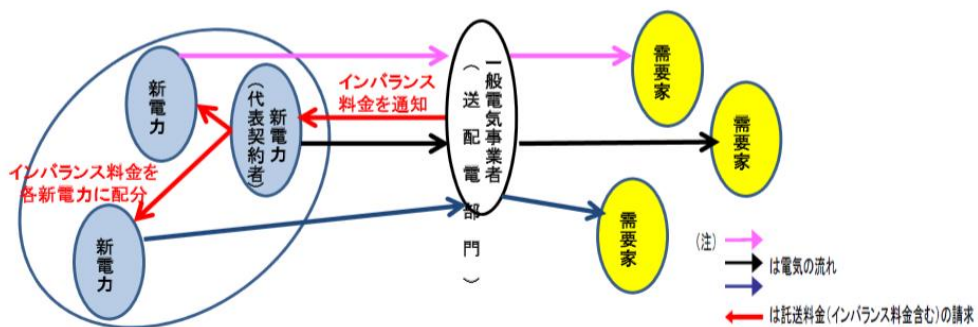 新電力
新電力
(代表契約者)
新電力
インバランス
料金を通知
インバランス料金を
各新電力に配分
一般電気事業者
(送配電部門)
需要家
需要家
需要家
(注)
は電気の流れ
は託送料金(インバランス料金含む)の請求